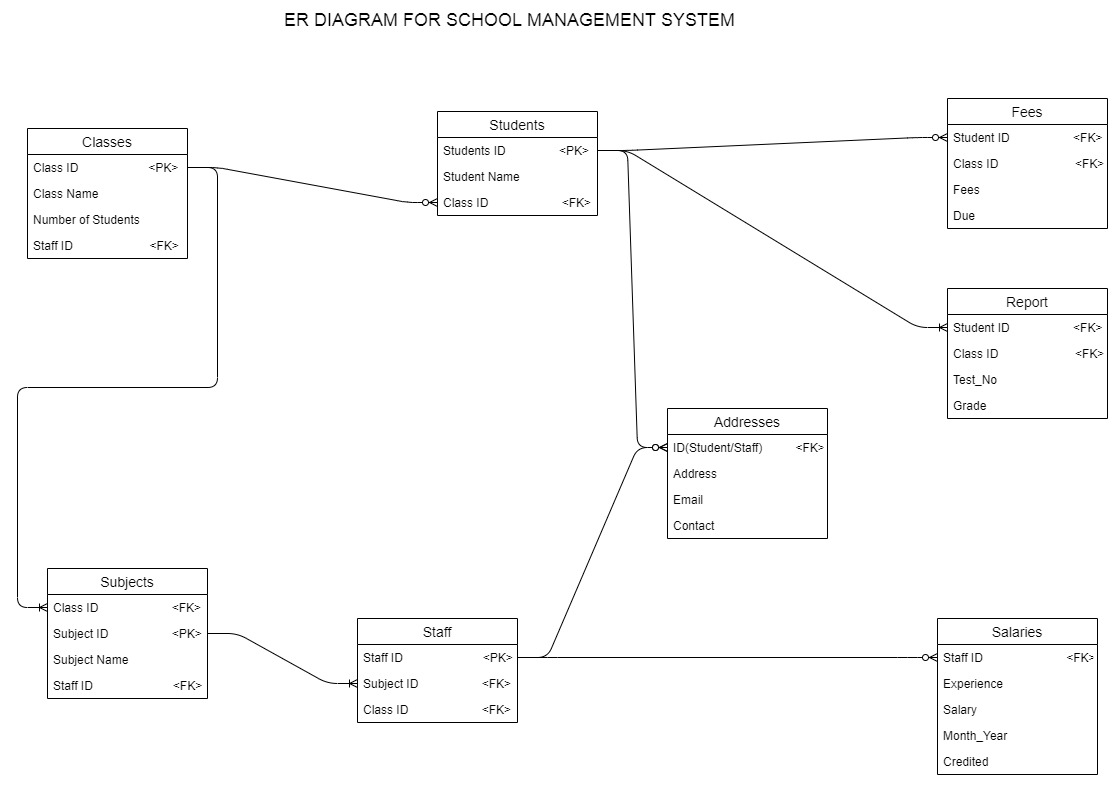 ER DIAGRAM FOR SCHOOL MANAGEMENT SYSTEM
Classes
Class ID <PK>
Class Name
Number of Students
Staff ID <FK>
Students
Students ID <PK>
Student Name
Class ID <FK>
Fees
Student ID <FK>
Class ID <FK>
Fees
Due
Report
Student ID <FK>
Class ID <FK>
Test_No
Grade
Addresses
ID(Student/Staff) <FK>
Address
Email
Contact
Subjects
Class ID <FK>
Subject ID <PK>
Subject Name
Staff ID <FK>
Staff
Staff ID <PK>
Subject ID <FK>
Class ID <FK>
Salaries
Staff ID <FK>
Experience
Salary
Month_Year
Credited